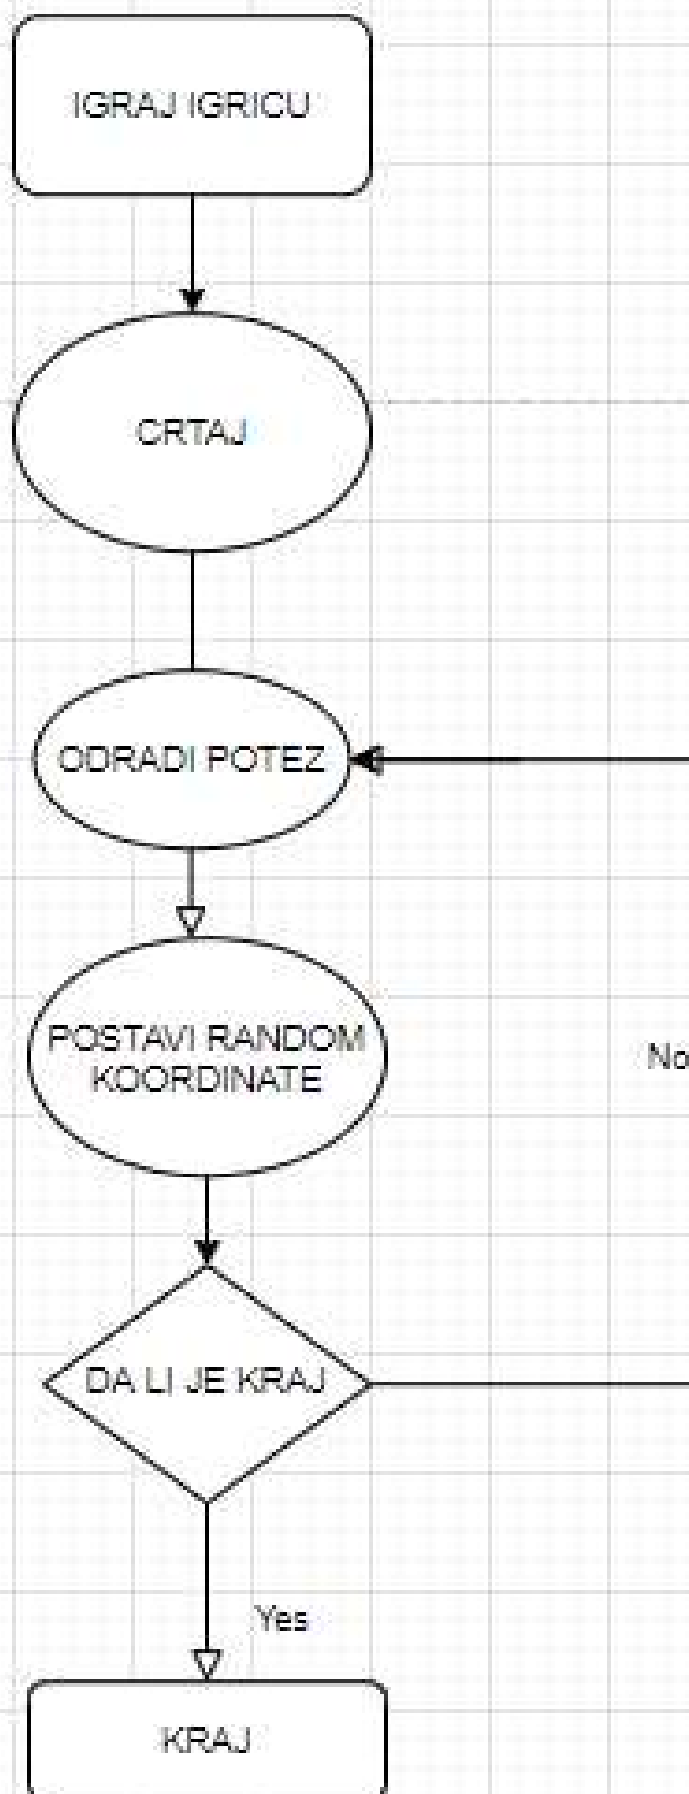 IGRAJ IGRICU
CRTAJ
ODRADI POTEZ
POSTAVI RANDOM
KOORDINATE
No
DA LI JE KRAJ
Yes
KRAJ